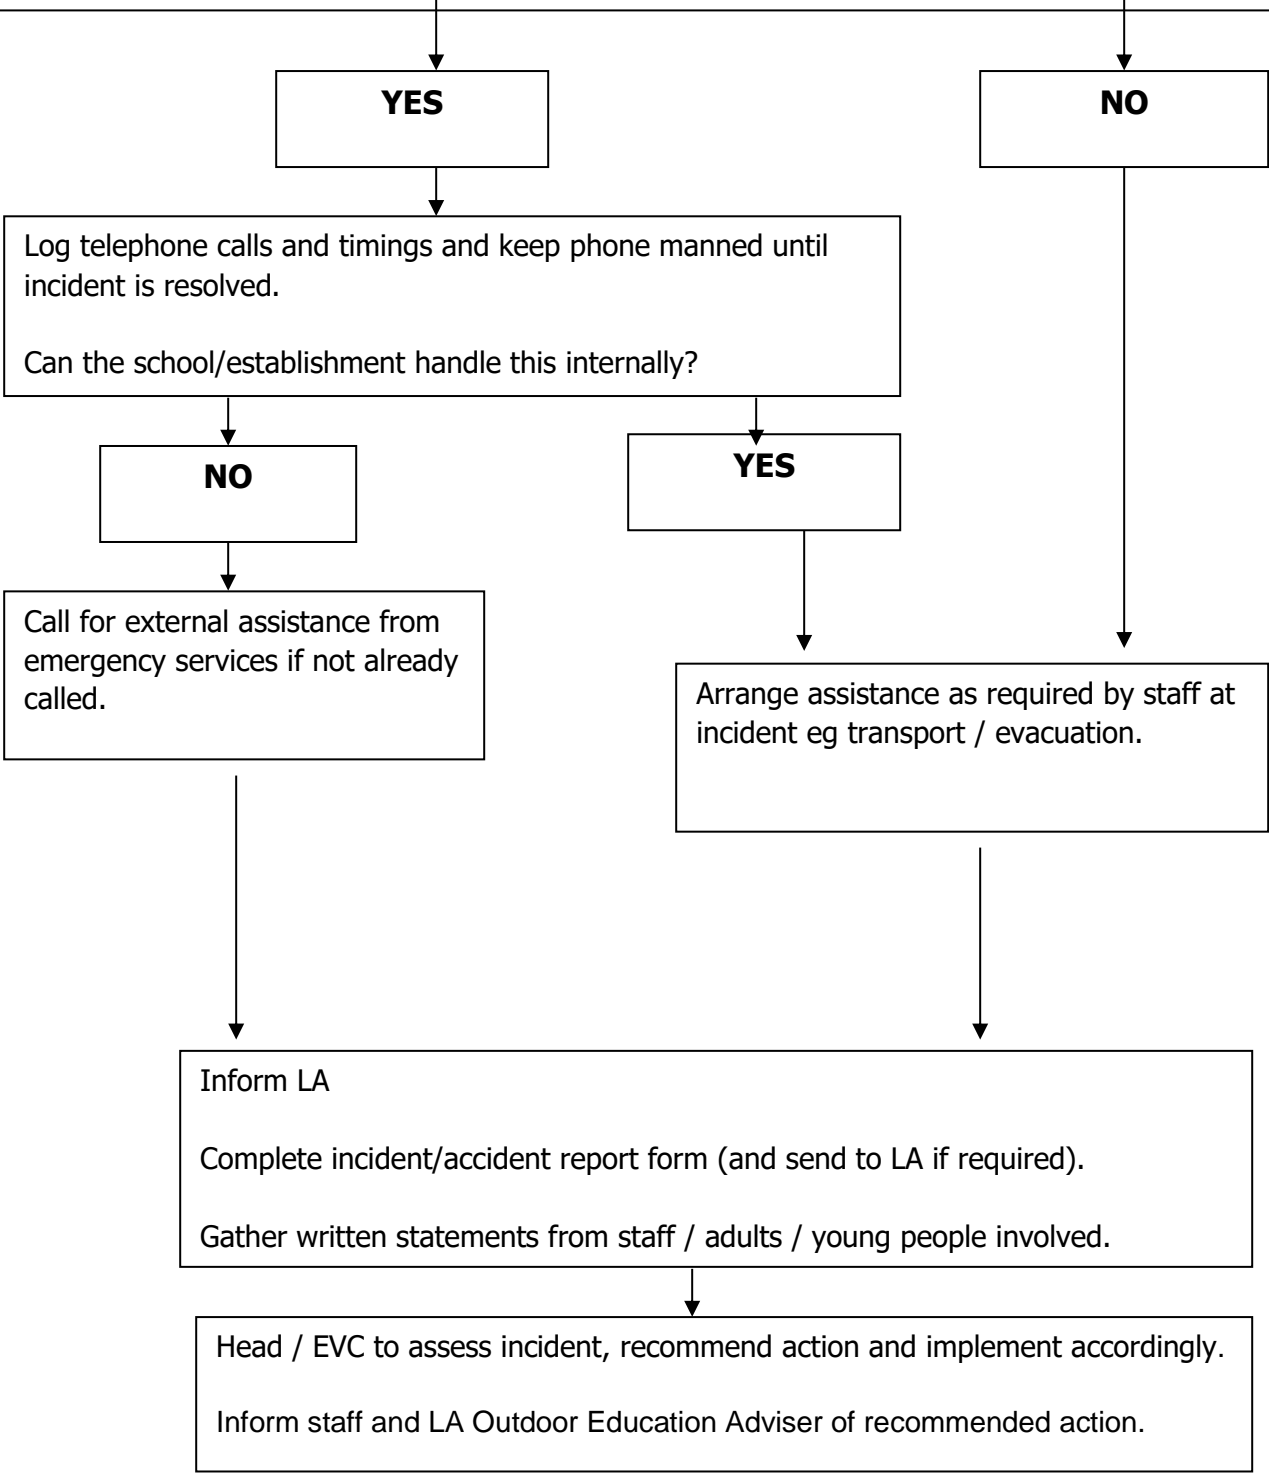 YES
NO
Log telephone calls and timings and keep phone manned until
incident is resolved.
Can the school/establishment handle this internally?
NO
YES
Call for external assistance from
emergency services if not already
called.
Arrange assistance as required by staff at
incident eg transport / evacuation.
Inform LA
Complete incident/accident report form (and send to LA if required).
Gather written statements from staff / adults / young people involved.
Head / EVC to assess incident, recommend action and implement accordingly.
Inform staff and LA Outdoor Education Adviser of recommended action.